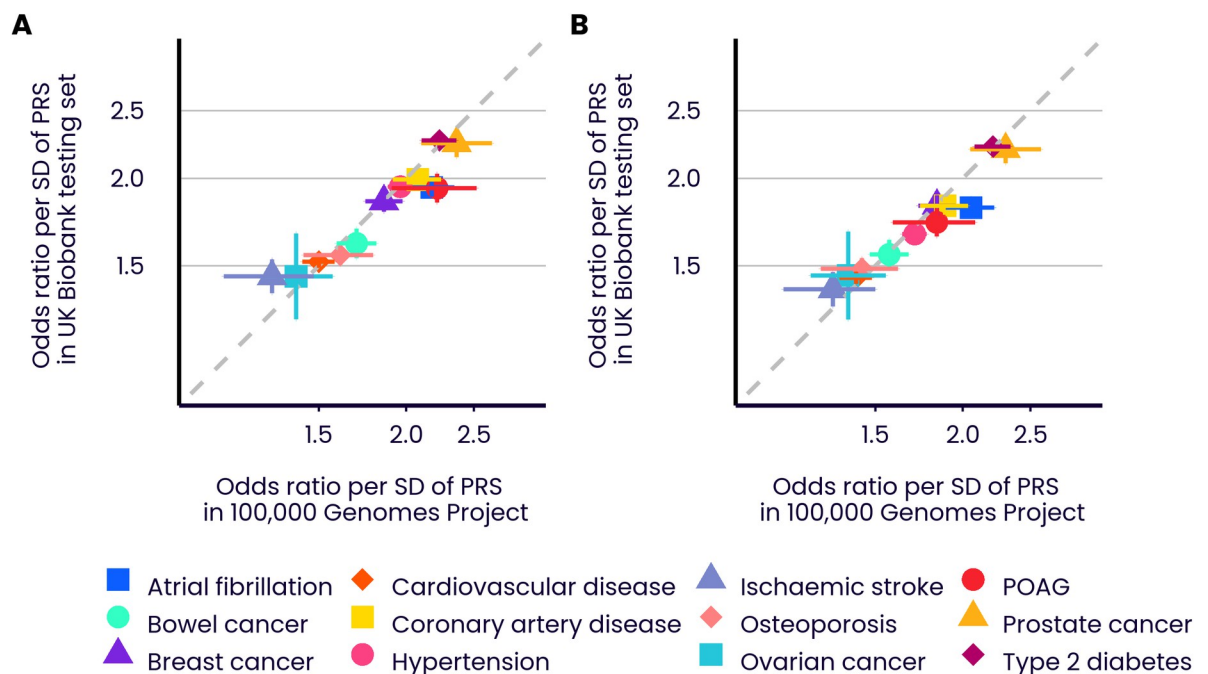 A
B
Odds ratio per SD of PRS
in UK Biobank testing set
2.5
2.0
1.5
1.5 2.0 2.5
Odds ratio per SD of PRS
in 100,000 Genomes Project
Odds ratio per SD of PRS
in UK Biobank testing set
2.5
2.0
1.5
1.5 2.0 2.5
Odds ratio per SD of PRS
in 100,000 Genomes Project
Atrial fibrillation
Cardiovascular disease
Ischaemic stroke
POAG
Bowel cancer
Coronary artery disease
Osteoporosis
Prostate cancer
Breast cancer
Hypertension
Ovarian cancer
Type 2 diabetes